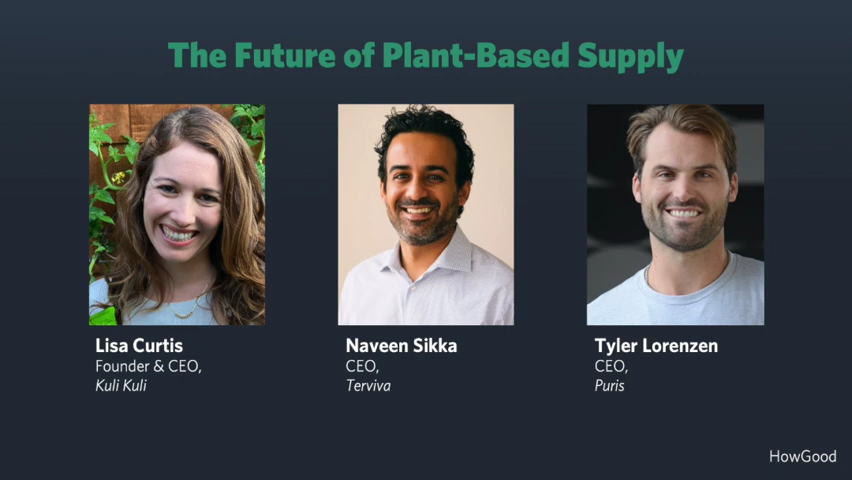 The Future of Plant-Based Supply
Lisa Curtis
Founder & CEO,
Kuli Kuli
Naveen Sikka
CEO,
Terviva
Tyler Lorenzen
CEO,
Puris
HowGood